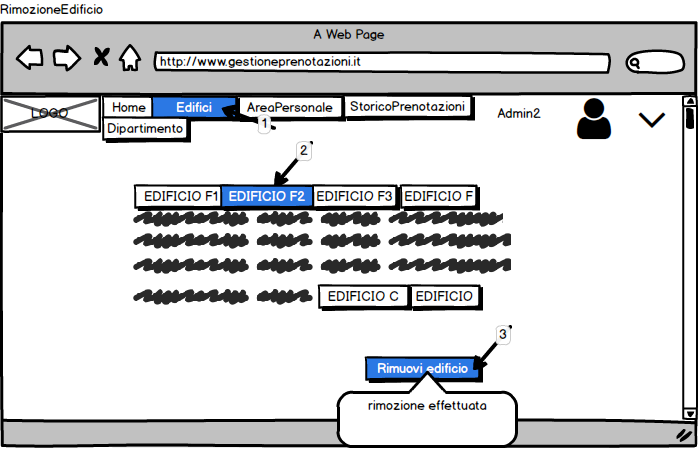 RimozioneEdificio
A Web Page
http://www.gestioneprenotazioni.it
LOGO
Home
Edifici
AreaPersonale
StoricoPrenotazioni
Admin2
Dipartimento
1
2
EDIFICIO F1
EDIFICIO F2
EDIFICIO F3
EDIFICIO F
EDIFICIO C
EDIFICIO
3
Rimuovi edificio
rimozione effettuata